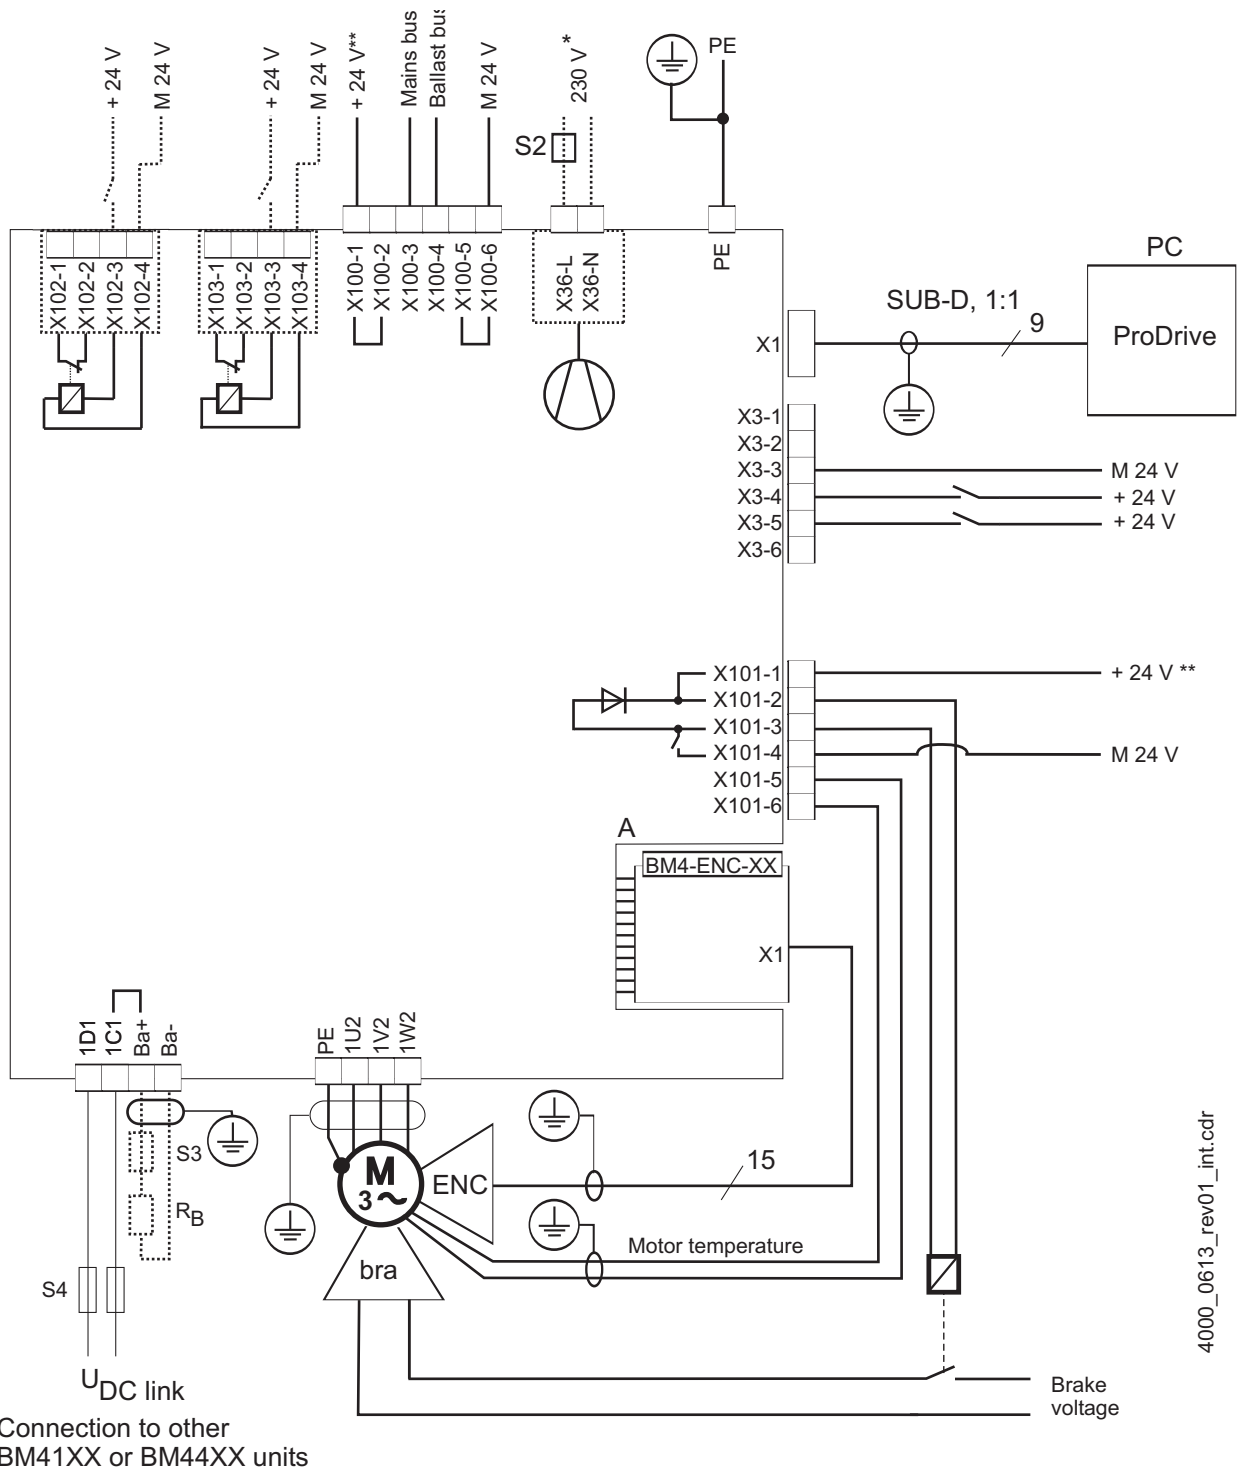 + 24 V
M 24 V
+ 24 V
M 24 V
+ 24 V**
Mains bus
Ballast bus
M 24 V
230 V *
PE
S2
X102-1
X102-2
X102-3
X102-4
X103-1
X103-2
X103-3
X103-4
X100-1
X100-2
X100-3
X100-4
X100-5
X100-6
X36-L
X36-N
PE
PC
SUB-D, 1:1
9
X1
ProDrive
X3-1
X3-2
X3-3
M 24 V
X3-4
+ 24 V
X3-5
+ 24 V
X3-6
X101-1
+ 24 V **
X101-2
X101-3
X101-4
M 24 V
X101-5
X101-6
A
BM4-ENC-XX
X1
1D1
1C1
Ba+
Ba-
PE
1U2
1V2
1W2
S3
RB
M
3~
ENC
15
Motor temperature
bra
S4
UDC link
Brake
voltage
Connection to other
BM41XX or BM44XX units
4000_0613_rev01_int.cdr